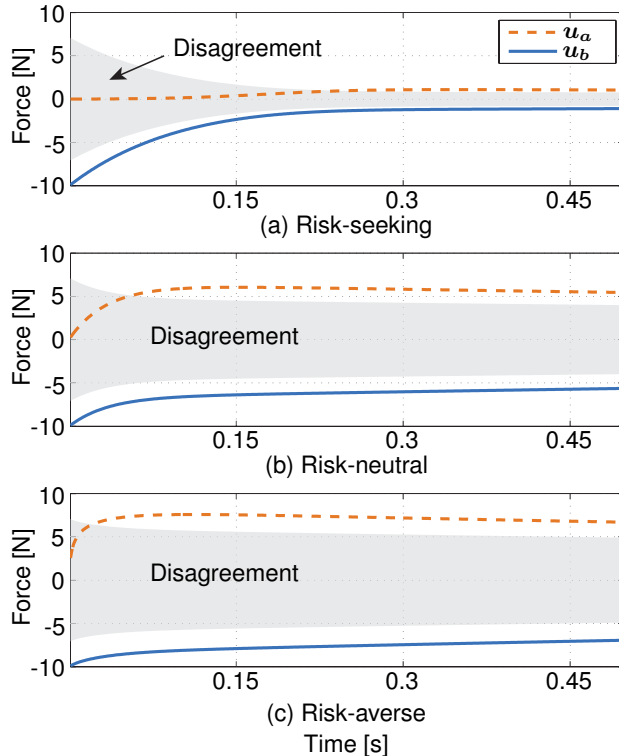 10
5
0
-5
-10
Force [N]
Disagreement
u_a
u_b
0.15 0.3 0.45
(a) Risk-seeking
10
5
0
-5
-10
Force [N]
Disagreement
0.15 0.3 0.45
(b) Risk-neutral
10
5
0
-5
-10
Force [N]
Disagreement
0.15 0.3 0.45
(c) Risk-averse
Time [s]